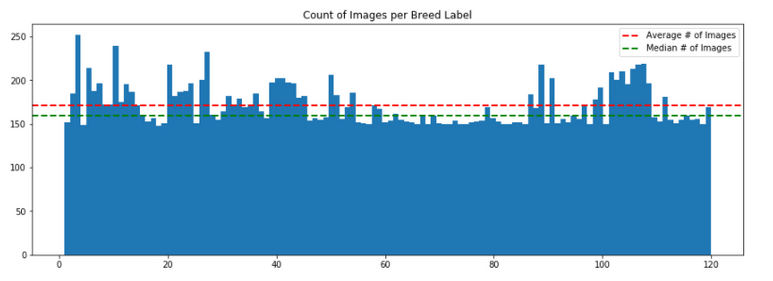 Count of Images per Breed Label
Average # of Images
Median # of Images
250
200
150
100
50
0
0 20 40 60 80 100 120